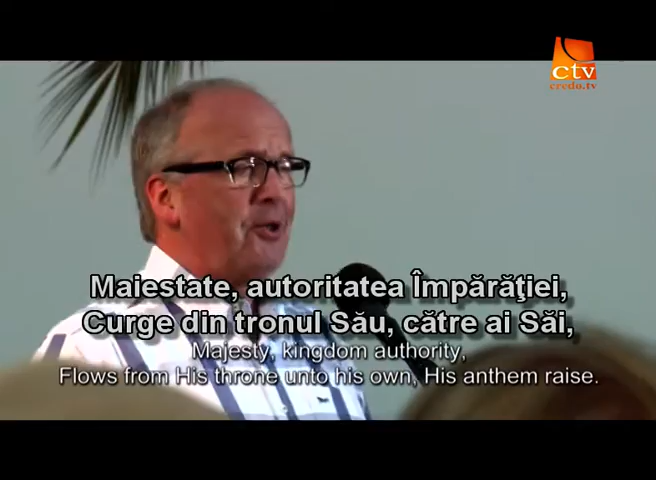 ctv
credo.tv
Maiestate, autoritatea Împărăţiei,
Curge din tronul Său, către ai Săi,
Majesty, kingdom authority,
Flows from His throne unto his own, His anthem raise.